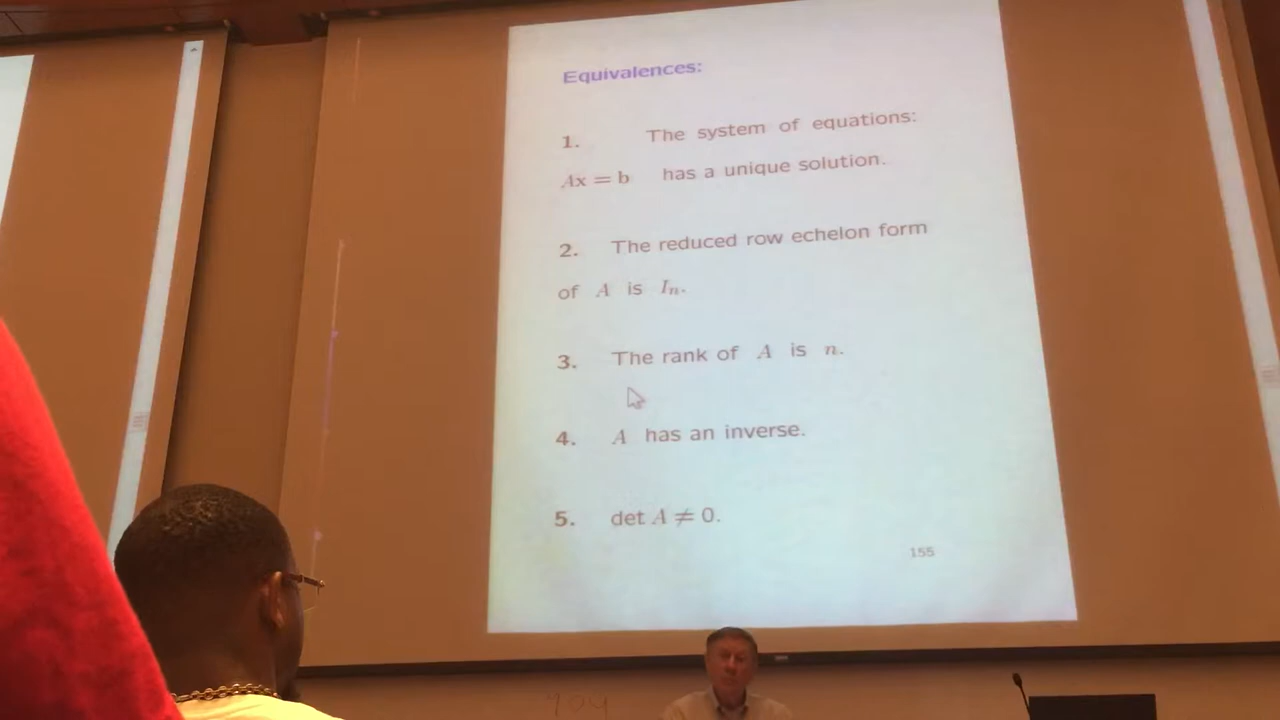 Equivalences:
1. The system of equations:
Ax = b has a unique solution.
2. The reduced row echelon form
of A is Iₙ.
3. The rank of A is n.
4. A has an inverse.
5. det A ≠ 0.
155